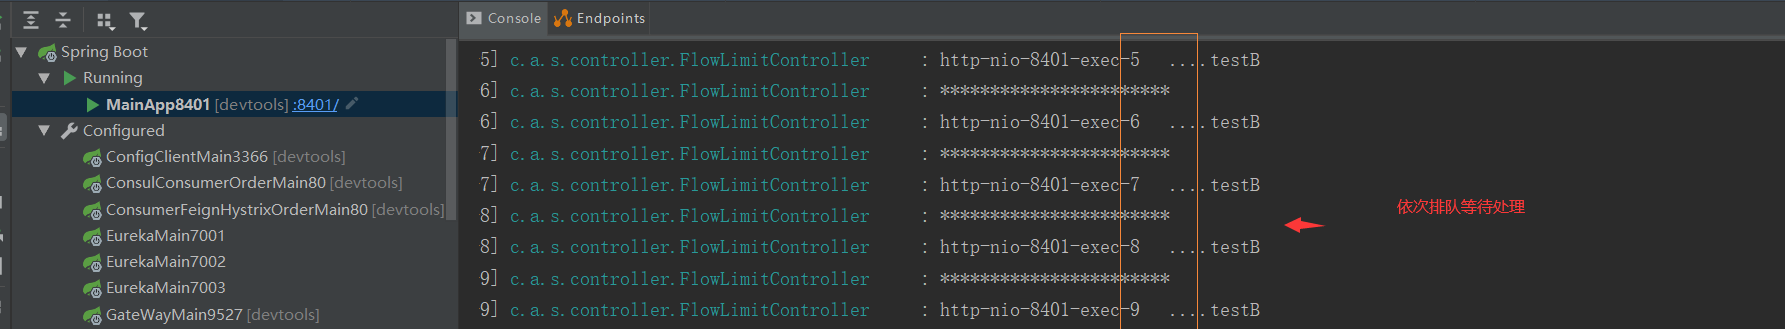 Console
Endpoints
Spring Boot
Running
MainApp8401 [devtools] :8401/
Configured
ConfigClientMain3366 [devtools]
ConsulConsumerOrderMain80 [devtools]
ConsumerFeignHystrixOrderMain80 [devtools]
EurekaMain7001
EurekaMain7002
EurekaMain7003
GateWayMain9527 [devtools]
5] c.a.s.controller.FlowLimitController : http-nio-8401-exec-5 ....testB
6] c.a.s.controller.FlowLimitController : ***********************
6] c.a.s.controller.FlowLimitController : http-nio-8401-exec-6 ....testB
-7] c.a.s.controller.FlowLimitController : ***********************
-7] c.a.s.controller.FlowLimitController : http-nio-8401-exec-7 ....testB
8] c.a.s.controller.FlowLimitController : ***********************
8] c.a.s.controller.FlowLimitController : http-nio-8401-exec-8 ....testB
9] c.a.s.controller.FlowLimitController : ***********************
9] c.a.s.controller.FlowLimitController : http-nio-8401-exec-9 ....testB
依次排队等待处理